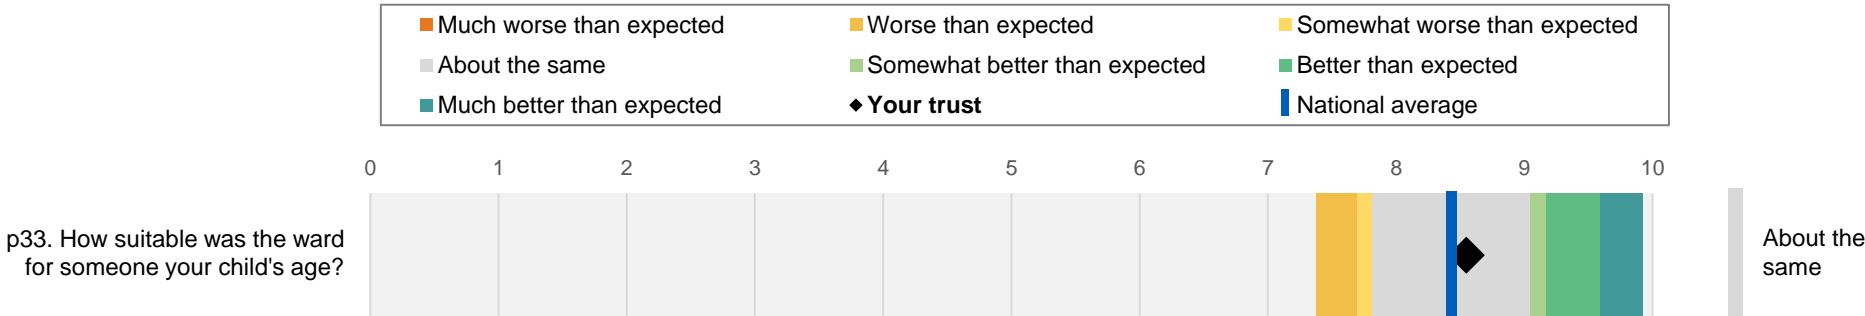 Much worse than expected
Worse than expected
Somewhat worse than expected
About the same
Somewhat better than expected
Better than expected
Much better than expected
Your trust
National average
0 1 2 3 4 5 6 7 8 9 10
p33. How suitable was the ward
for someone your child's age?
About the
same